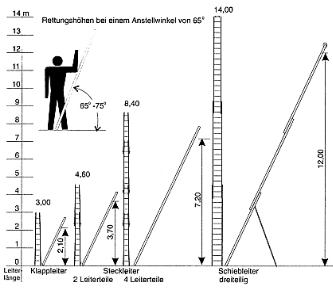 Rettungshöhen bei einem Anstellwinkel von 65°
14 m
13
12
11
10
9
8
7
6
5
4
3
2
1
0
65°-75°
14,00
8,40
4,60
3,00
2,10
3,70
7,20
12,00
Leiter-
länge
Klappleiter
Steckleiter
2 Leiterteile 4 Leiterteile
Schiebleiter
dreiteilig